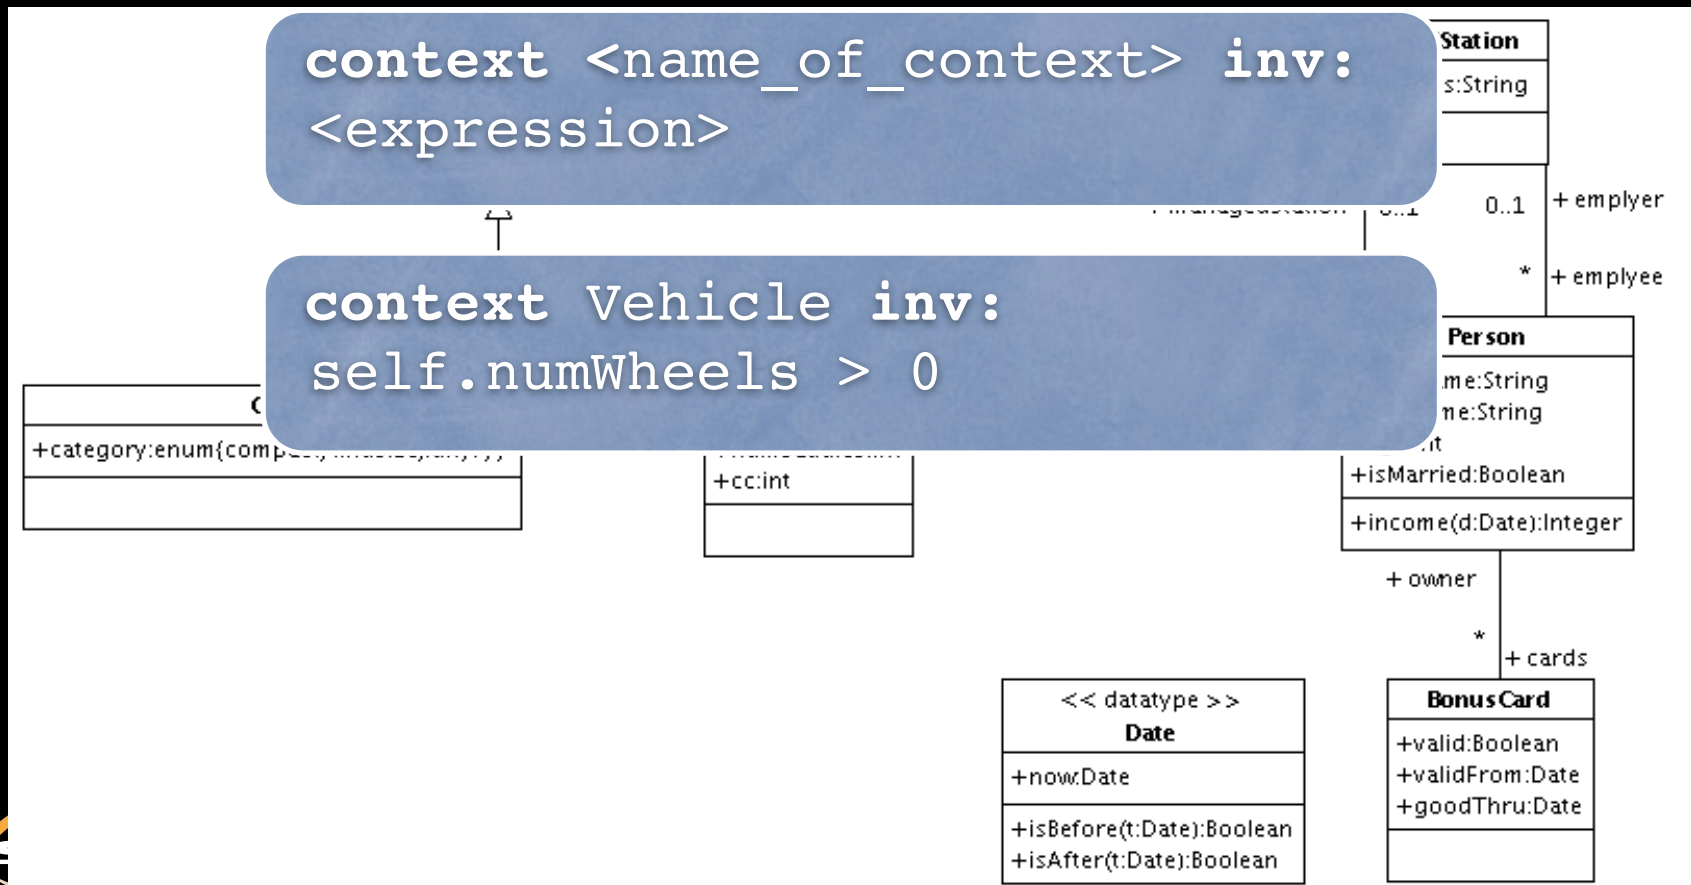 context <name_of_context> inv:
<expression>
Station
s:String
0..1
+ emplyer
*
+ emplyee
context Vehicle inv:
self.numWheels > 0
Person
me:String
me:String
+isMarried:Boolean
+income(d:Date):Integer
+category:enum{
+cc:int
+ owner
*
+ cards
<< datatype >>
Date
+now:Date
+isBefore(t:Date):Boolean
+isAfter(t:Date):Boolean
BonusCard
+valid:Boolean
+validFrom:Date
+goodThru:Date